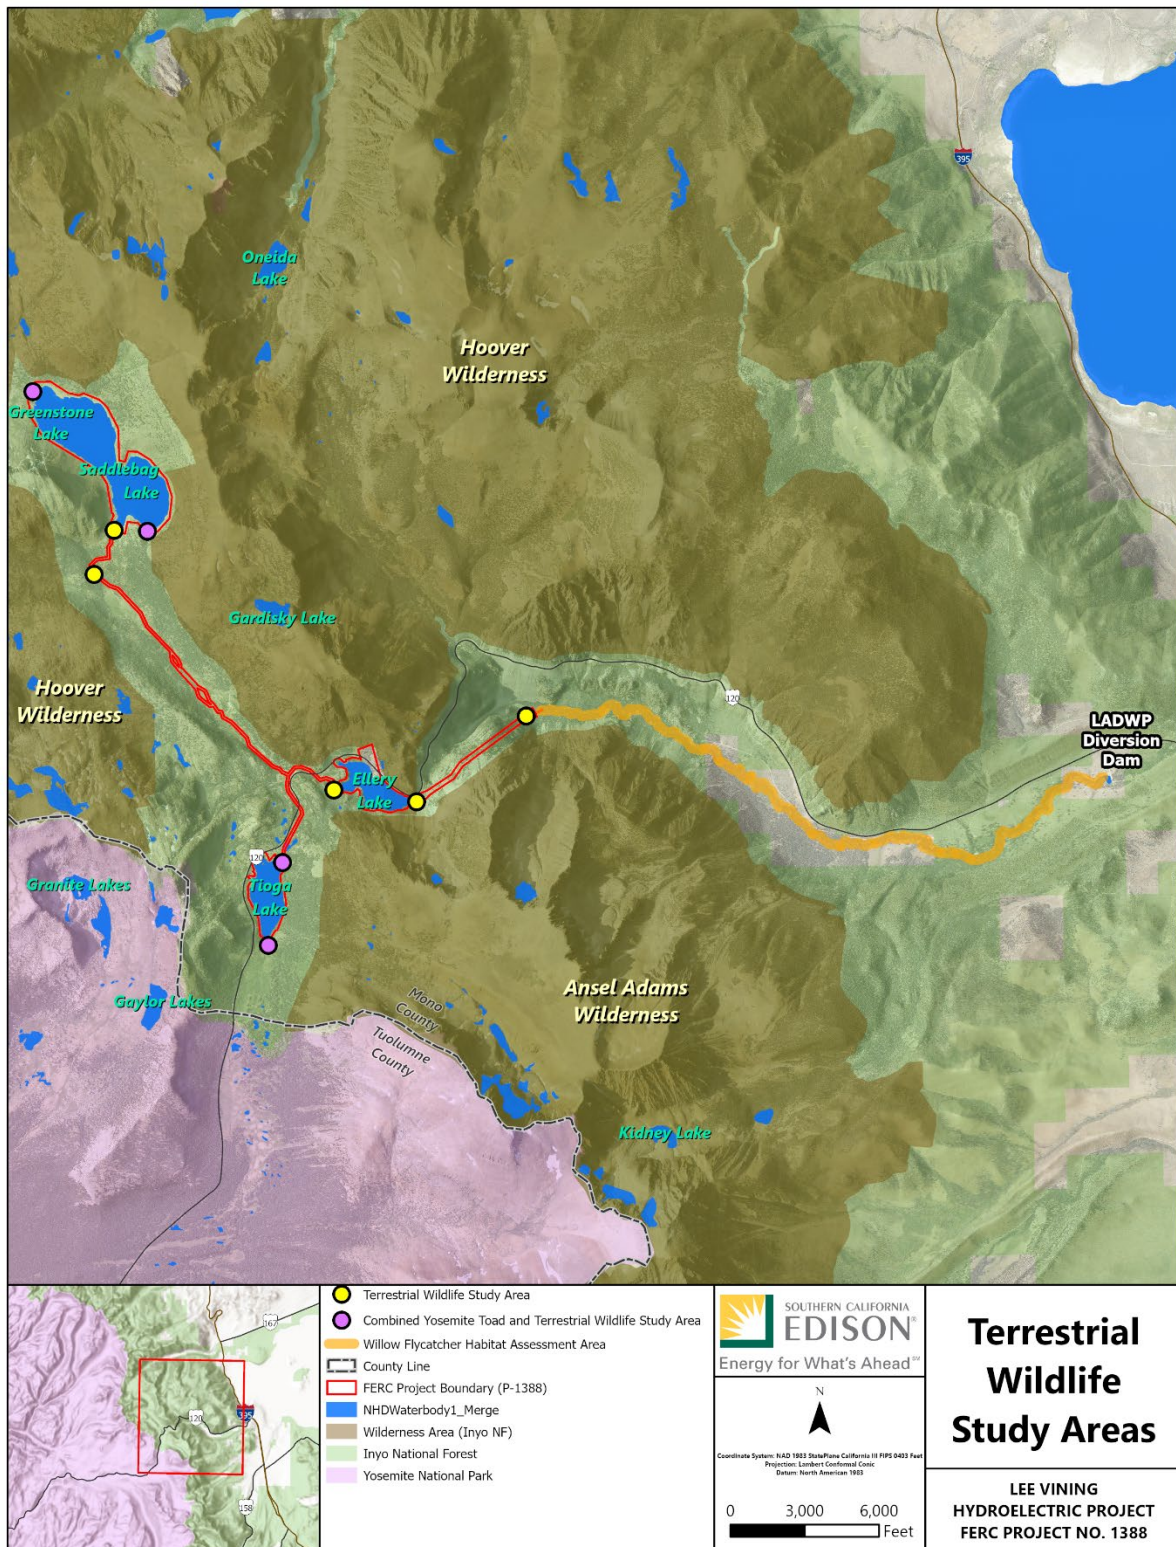 395
Oneida
Lake
Hoover
Wilderness
Greenstone
Lake
Saddlebag
Lake
Gardisky Lake
Hoover
Wilderness
120
LADWP
Diversion
Dam
Ellery
Lake
120
Tioga
Lake
Granite Lakes
Gaylor Lakes
Ansel Adams
Wilderness
Mono
County
Tuolumne
County
Kidney Lake
167
120
395
158
Terrestrial Wildlife Study Area
Combined Yosemite Toad and Terrestrial Wildlife Study Area
Willow Flycatcher Habitat Assessment Area
County Line
FERC Project Boundary (P-1388)
NHDWaterbody1_Merge
Wilderness Area (Inyo NF)
Inyo National Forest
Yosemite National Park
SOUTHERN CALIFORNIA
EDISON®
Energy for What's Ahead℠
N
Coordinate System: NAD 1983 StatePlane California III FIPS 0403 Feet
Projection: Lambert Conformal Conic
Datum: North American 1983
0 3,000 6,000
Feet
Terrestrial
Wildlife
Study Areas
LEE VINING
HYDROELECTRIC PROJECT
FERC PROJECT NO. 1388